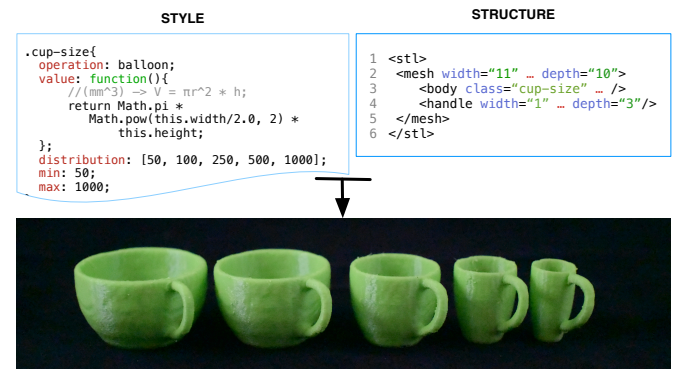 STYLE
.cup-size{
operation: balloon;
value: function(){
//(mm^3) —> V = πr^2 * h;
return Math.pi *
Math.pow(this.width/2.0, 2) *
this.height;
};
distribution: [50, 100, 250, 500, 1000];
min: 50;
max: 1000;
STRUCTURE
1 <stl>
2 <mesh width=“11” … depth=“10”>
3 <body class=“cup-size” … />
4 <handle width=“1” … depth=“3”/>
5 </mesh>
6 </stl>